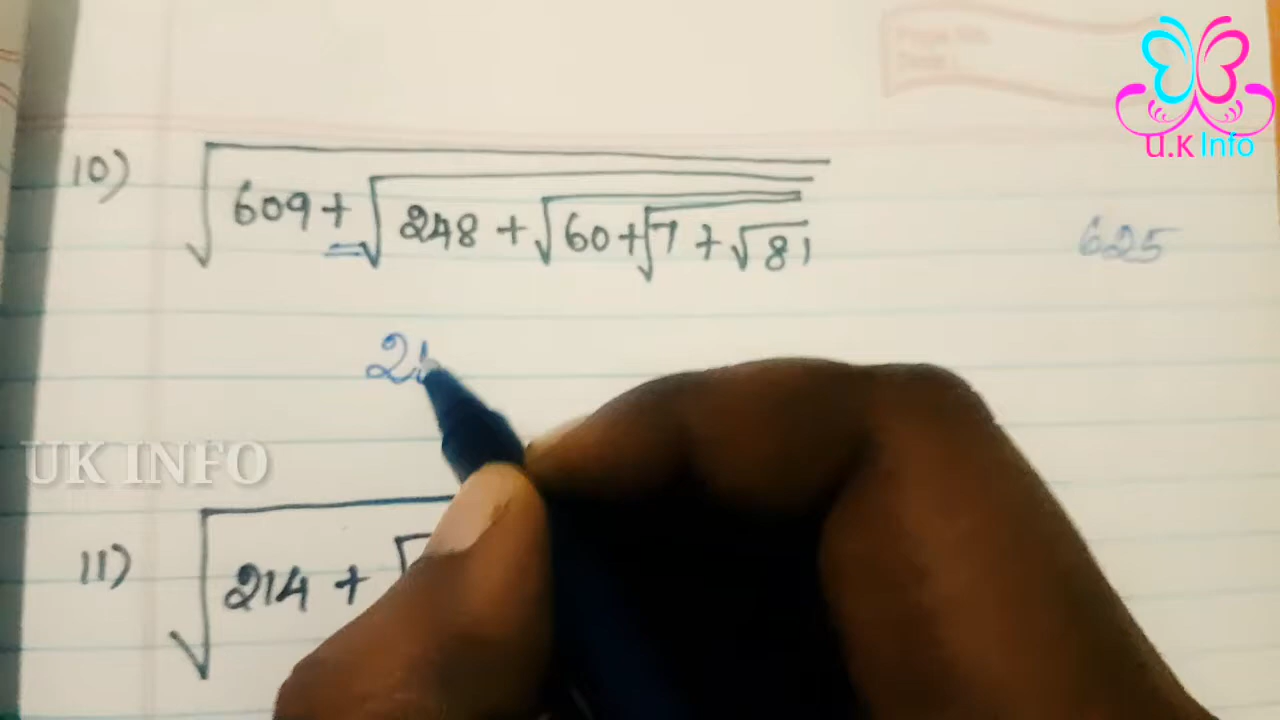 U.K Info
10) √609 + √248 + √60 + √7 + √81
625
UK INFO
11) √214 + √